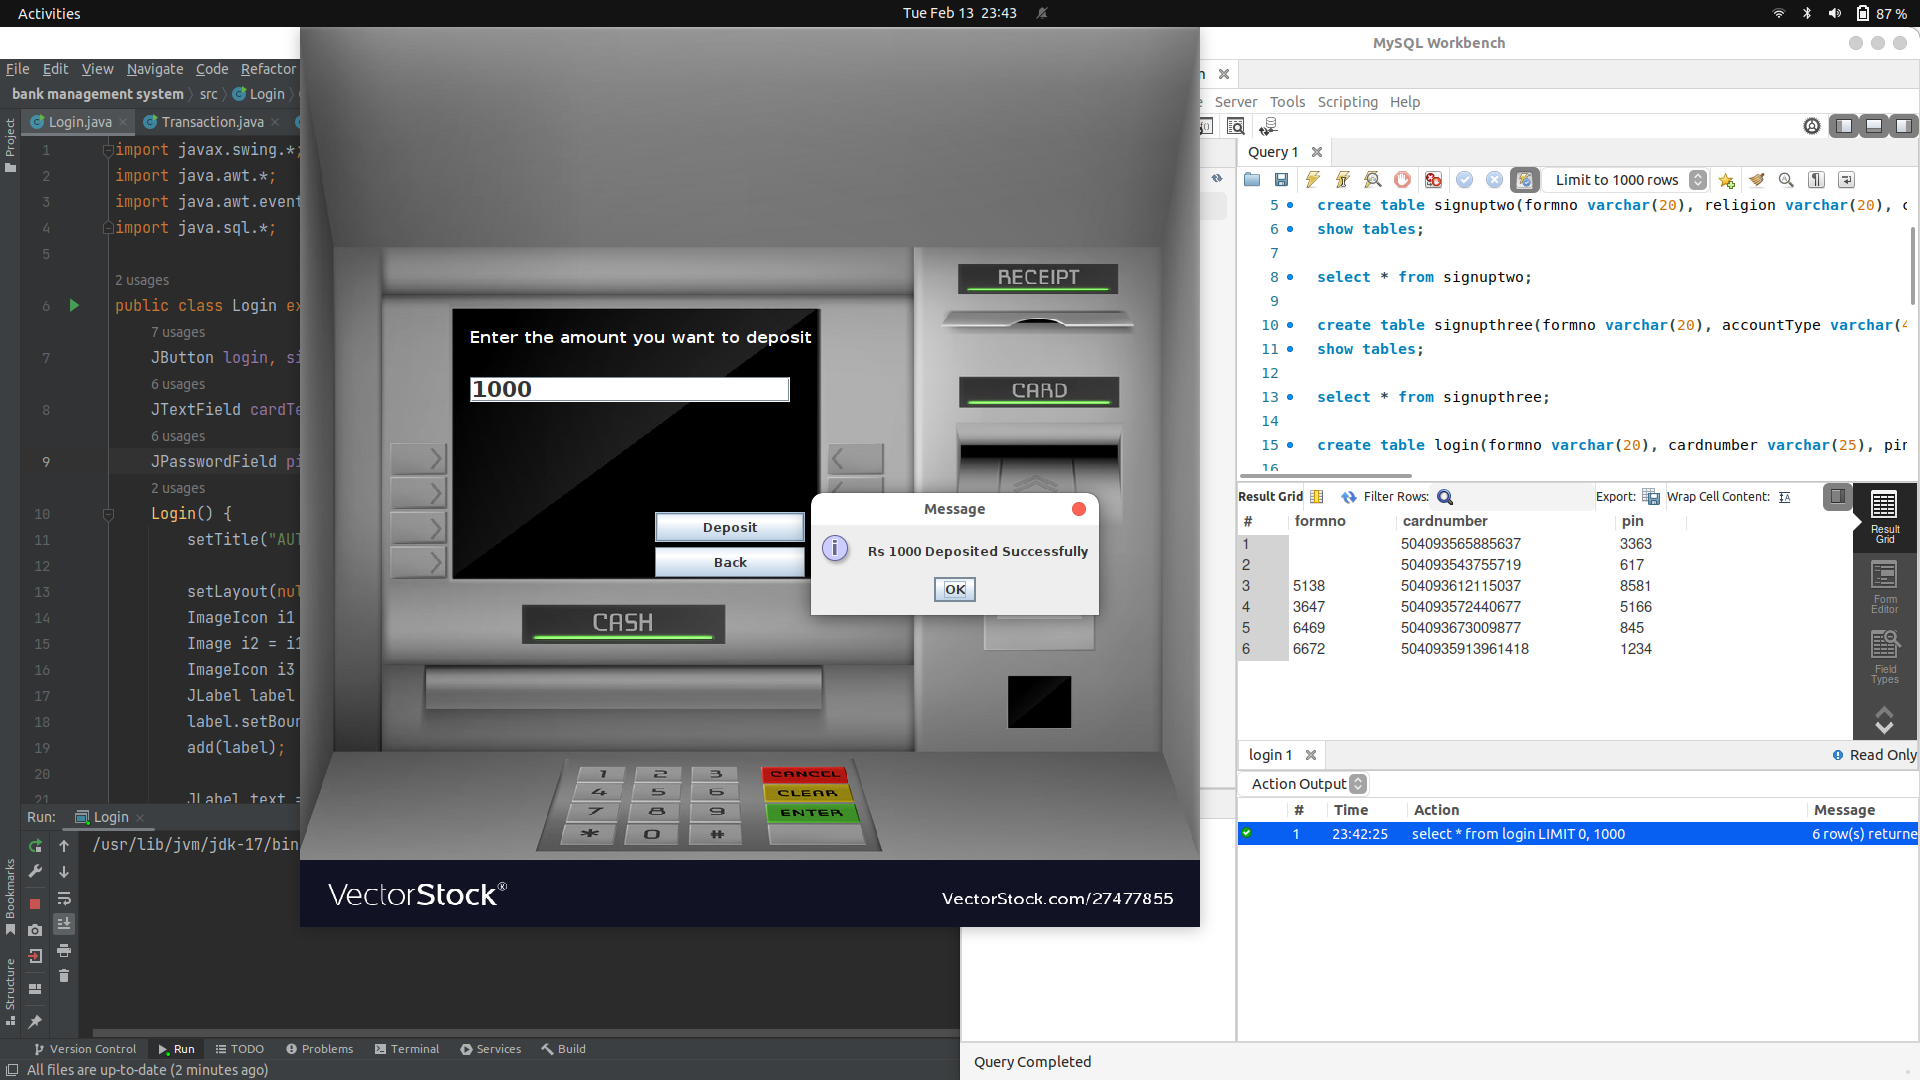 Activities
Tue Feb 13 23:43
87 %
MySQL Workbench
File Edit View Navigate Code Refactor
bank management system src Login
Login.java Transaction.java
Project
1 import javax.swing.*;
2 import java.awt.*;
3 import java.awt.event
4 import java.sql.*;
5
2 usages
6 public class Login ex
7 usages
7 JButton login, si
6 usages
8 JTextField cardTe
6 usages
9 JPasswordField pi
2 usages
10 Login() {
11 setTitle("AUT
12
13 setLayout(nul
14 ImageIcon i1
15 Image i2 = i1
16 ImageIcon i3
17 JLabel label
18 label.setBoun
19 add(label);
20
21 JLabel text =
Run: Login
/usr/lib/jvm/jdk-17/bin
Bookmarks
Structure
Version Control Run TODO Problems Terminal Services Build
All files are up-to-date (2 minutes ago)
RECEIPT
Enter the amount you want to deposit
1000
CARD
Deposit
Back
Message
Rs 1000 Deposited Successfully
OK
CASH
1 2 3 CANCEL
4 5 6 CLEAR
7 8 9 ENTER
* 0 #
VectorStock®
VectorStock.com/27477855
Server Tools Scripting Help
Query 1
Limit to 1000 rows
5 create table signuptwo(formno varchar(20), religion varchar(20), c
6 show tables;
7
8 select * from signuptwo;
9
10 create table signupthree(formno varchar(20), accountType varchar(4
11 show tables;
12
13 select * from signupthree;
14
15 create table login(formno varchar(20), cardnumber varchar(25), pin
16
Result Grid Filter Rows: Export: Wrap Cell Content:
# formno cardnumber pin
1 504093565885637 3363
2 504093543755719 617
3 5138 504093612115037 8581
4 3647 504093572440677 5166
5 6469 504093673009877 845
6 6672 5040935913961418 1234
Result Grid
Form Editor
Field Types
login 1
Read Only
Action Output
# Time Action Message
1 23:42:25 select * from login LIMIT 0, 1000 6 row(s) returne
Query Completed